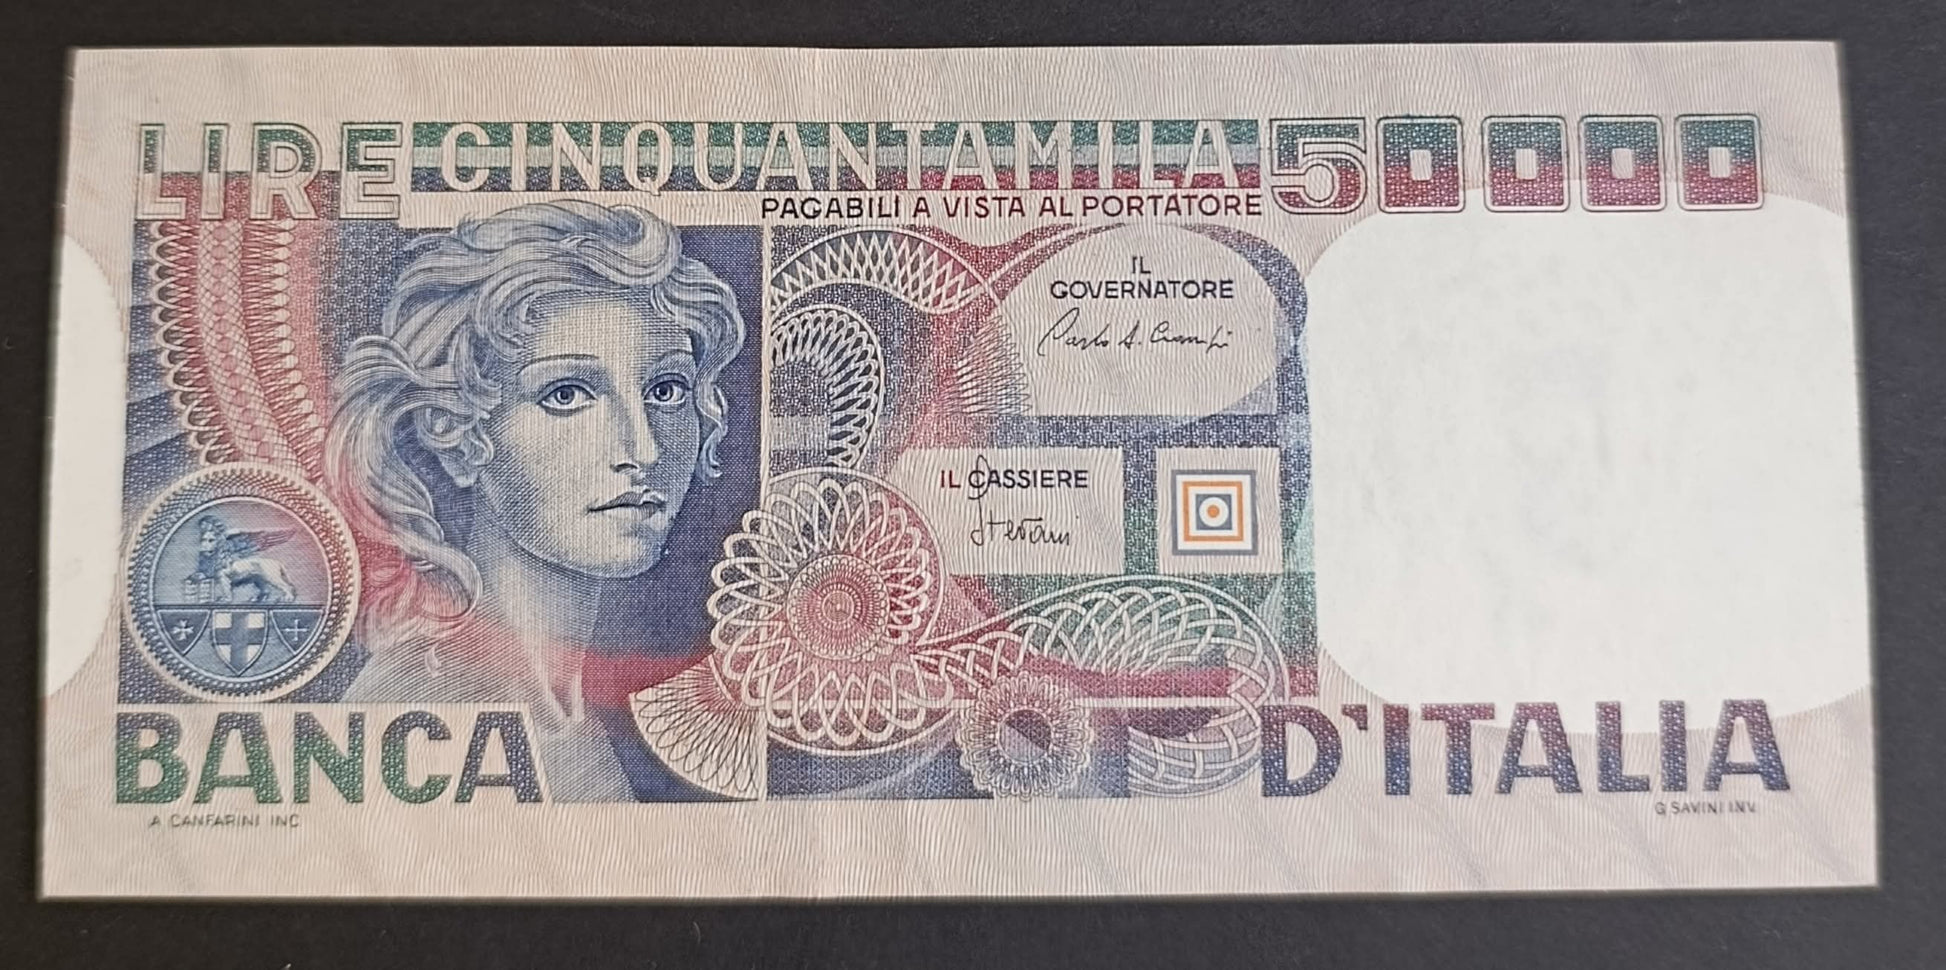 LIRE CINQUANTAMILA 50000
PAGABILI A VISTA AL PORTATORE
IL
GOVERNATORE
Carlo A. Ciampi
IL CASSIERE
Stevani
BANCA D'ITALIA
A CANFARINI INC
G SAVINI INV